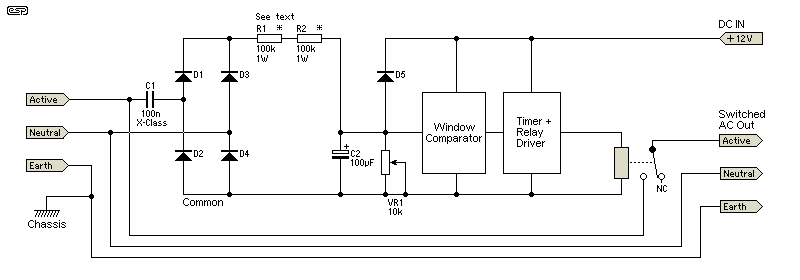 esp
See text
R1 * R2 *
100k 100k
1W 1W
DC IN
+12V
D1 D3 D5
C1
100n
X-Class
Active
Neutral
Earth
Chassis
D2 D4
Common
+
C2
100µF
VR1
10k
Window
Comparator
Timer +
Relay
Driver
Switched
AC Out
Active
NC
Neutral
Earth